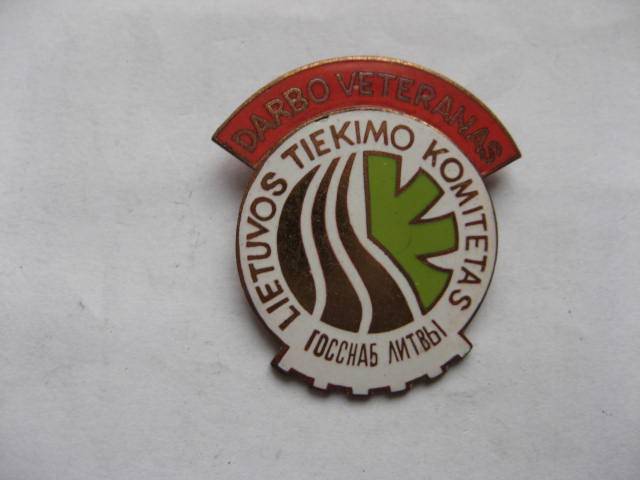 DARBO VETERANAS
LIETUVOS TIEKIMO KOMITETAS
ГОССНАБ ЛИТВЫ